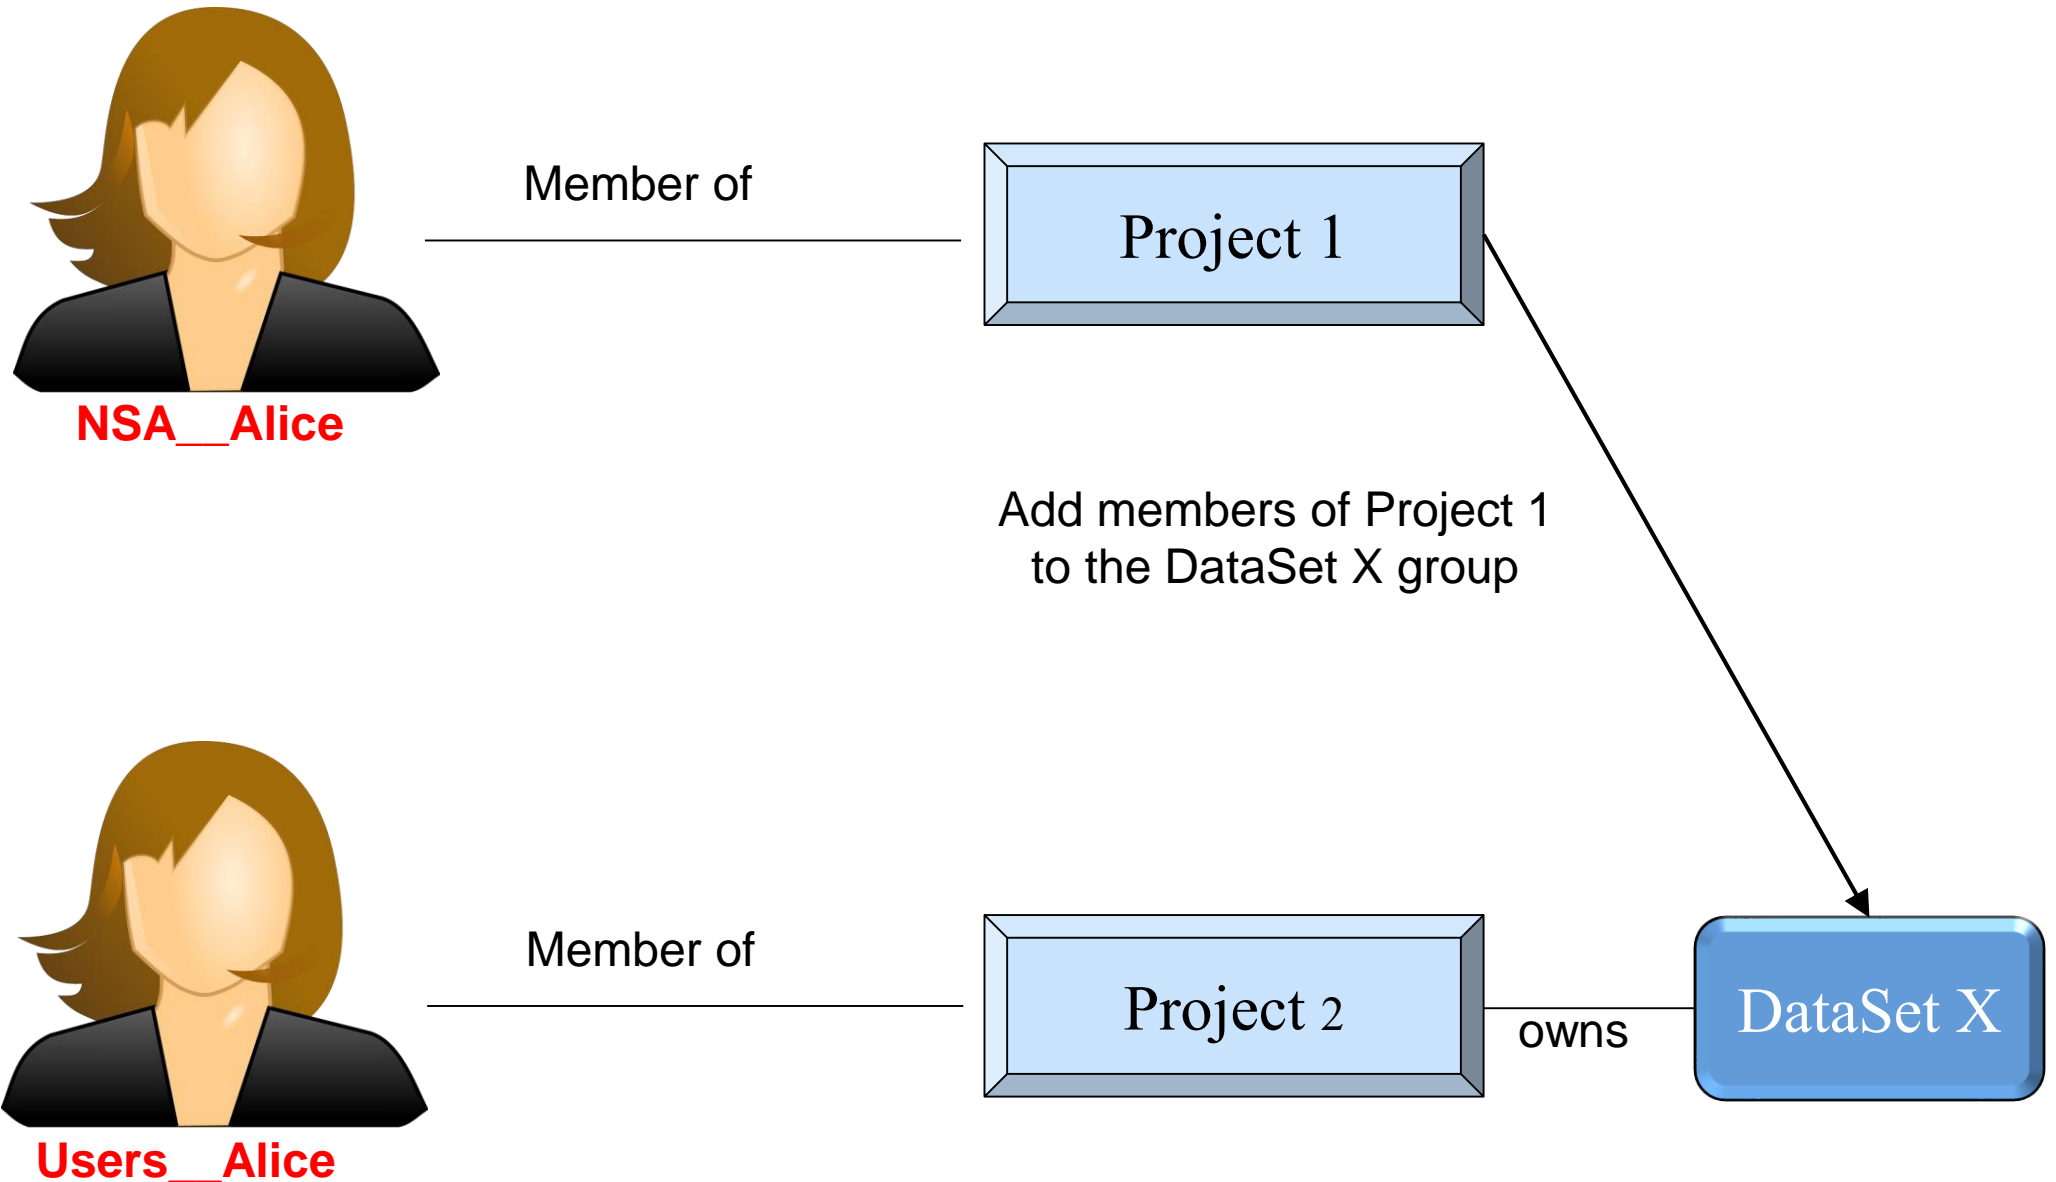 Member of
Project 1
NSA__Alice
Add members of Project 1
to the DataSet X group
Member of
Project 2
owns
DataSet X
Users__Alice